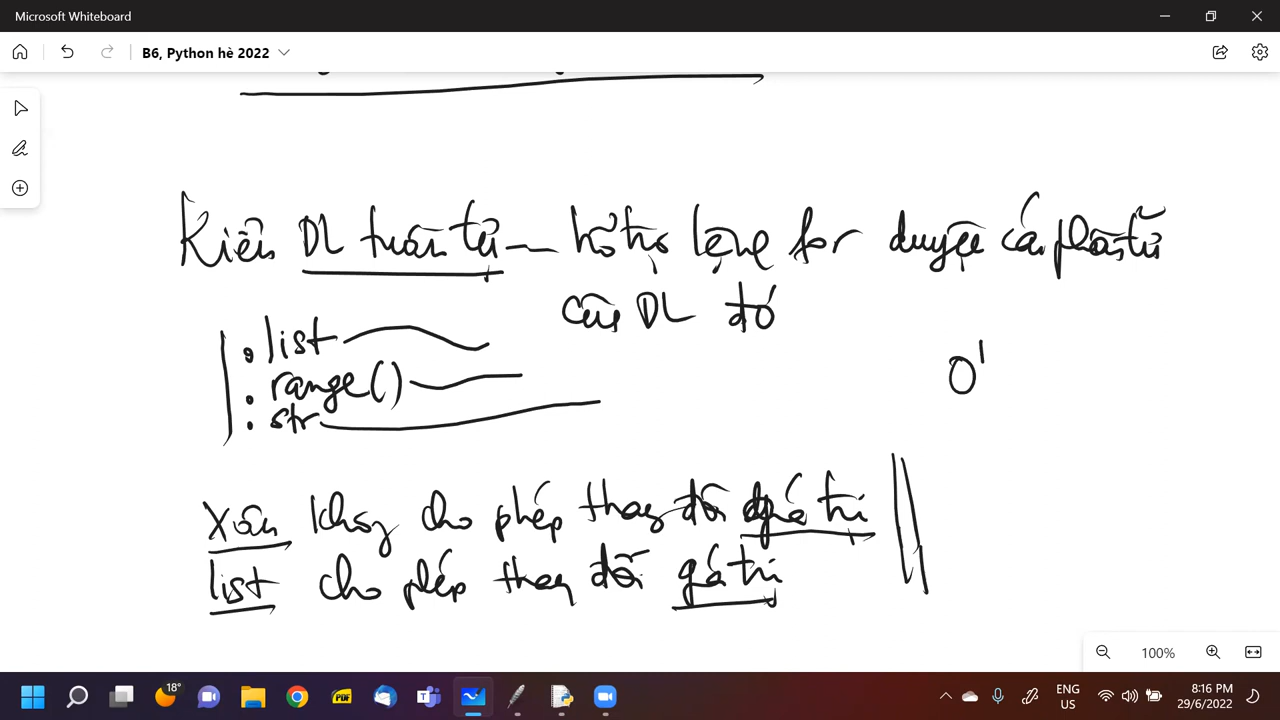 Microsoft Whiteboard
B6, Python hè 2022
Kiểu DL tuần tự — hỗ trợ lệnh for duyệt các phần tử
của DL đó
. list
. range()
. str
0'
Xâu không cho phép thay đổi giá trị
list cho phép thay đổi giá trị
100%
18°
PDF
ENG
US
8:16 PM
29/6/2022